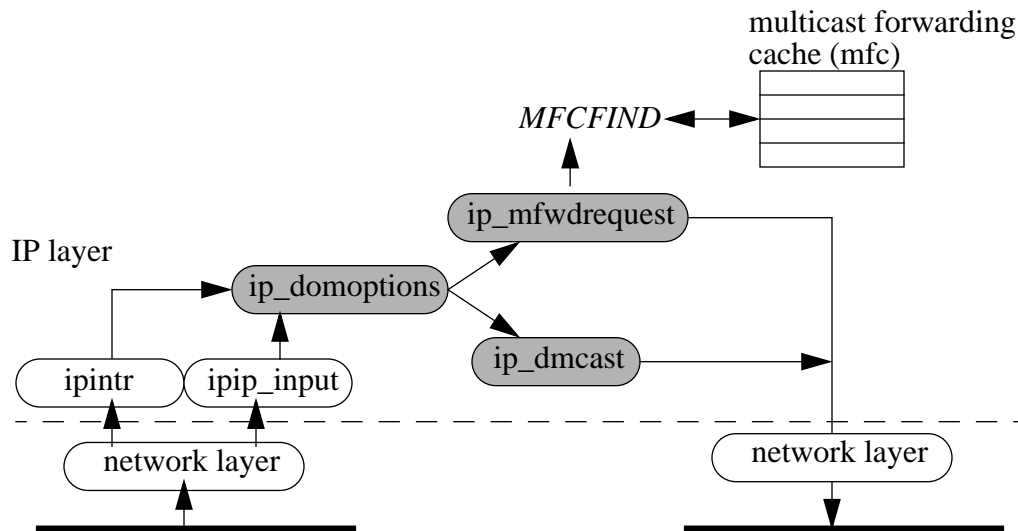 multicast forwarding
cache (mfc)
MFCFIND
ip_mfwdrequest
IP layer
ip_domoptions
ip_dmcast
ipintr
ipip_input
network layer
network layer